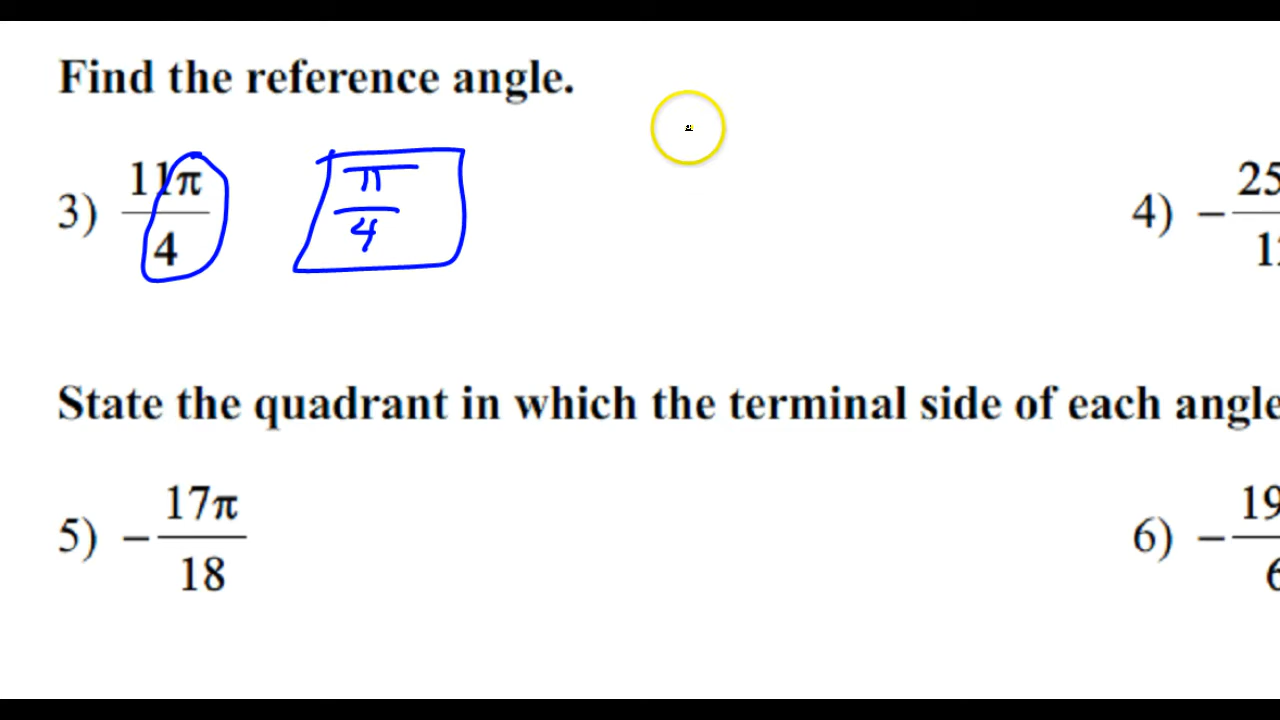 Find the reference angle.
3) 11π/4 π/4
4) − 25
State the quadrant in which the terminal side of each angle
5) − 17π/18
6) − 19